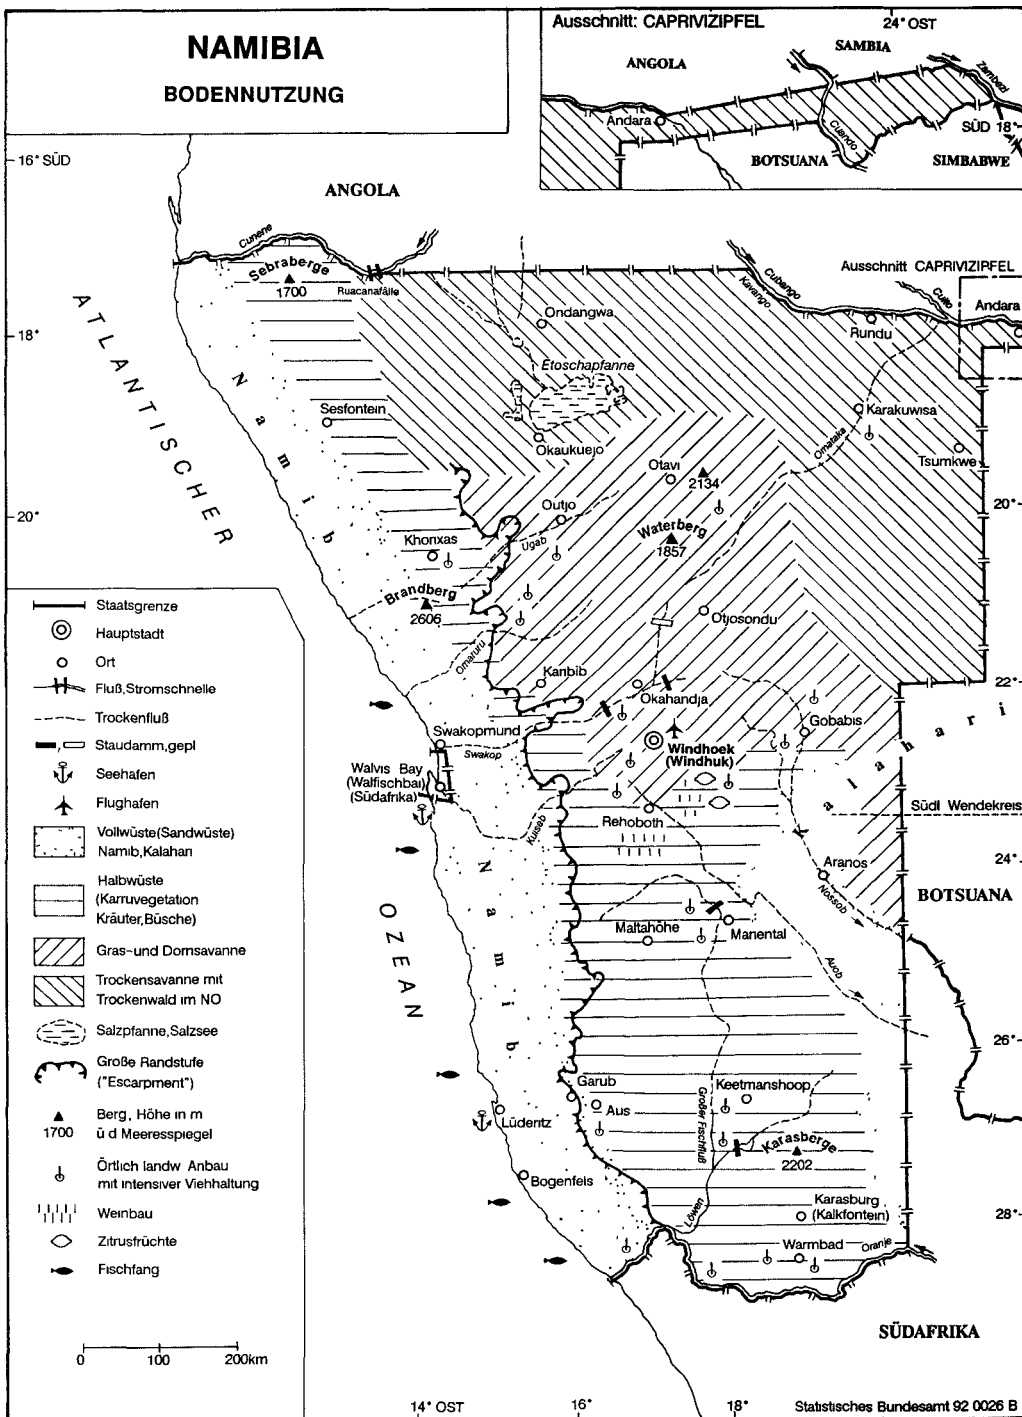 NAMIBIA
BODENNUTZUNG
Ausschnitt: CAPRIVIZIPFEL
24° OST
SAMBIA
ANGOLA
Zambezi
Andara
SÜD 18°
Cuando
BOTSUANA
SIMBABWE
16° SÜD
ANGOLA
Cunene
Sebraberge
1700
Ruacanafälle
Cubango
Kavango
Ausschnitt CAPRIVIZIPFEL
Cuito
Andara
ATLANTISCHER
18°
Ondangwa
Rundu
Etoschapfanne
Namib
Sesfontein
Karakuwisa
Okaukuejo
Omataka
Tsumkwe
Otavi
2134
20°
20°
Outjo
Waterberg
1857
Khorixas
Ugab
Brandberg
2606
Otjosondu
Omaruru
Karibib
Okahandja
22°
Gobabis
Kalahari
Swakopmund
Swakop
Windhoek
(Windhuk)
Walvis Bay
(Walfischbai)
(Südafrika)
Rehoboth
Südl Wendekreis
Kuiseb
24°
Aranos
Nossob
BOTSUANA
OZEAN
Namib
Maltahöhe
Mariental
Auob
26°
Garub
Aus
Keetmanshoop
Großer Fischfluß
Lüderitz
Karasberge
2202
Bogenfels
Löwen
Karasburg
(Kalkfontein)
28°
Warmbad
Oranje
SÜDAFRIKA
Staatsgrenze
Hauptstadt
Ort
Fluß, Stromschnelle
Trockenfluß
Staudamm, gepl
Seehafen
Flughafen
Vollwüste (Sandwüste)
Namib, Kalahari
Halbwüste
(Karruvegetation
Kräuter, Büsche)
Gras-und Dornsavanne
Trockensavanne mit
Trockenwald im NO
Salzpfanne, Salzsee
Große Randstufe
("Escarpment")
Berg, Höhe in m
1700
ü d Meeresspiegel
Örtlich landw Anbau
mit intensiver Viehhaltung
Weinbau
Zitrusfrüchte
Fischfang
0 100 200km
14° OST
16°
18°
Statistisches Bundesamt 92 0026 B